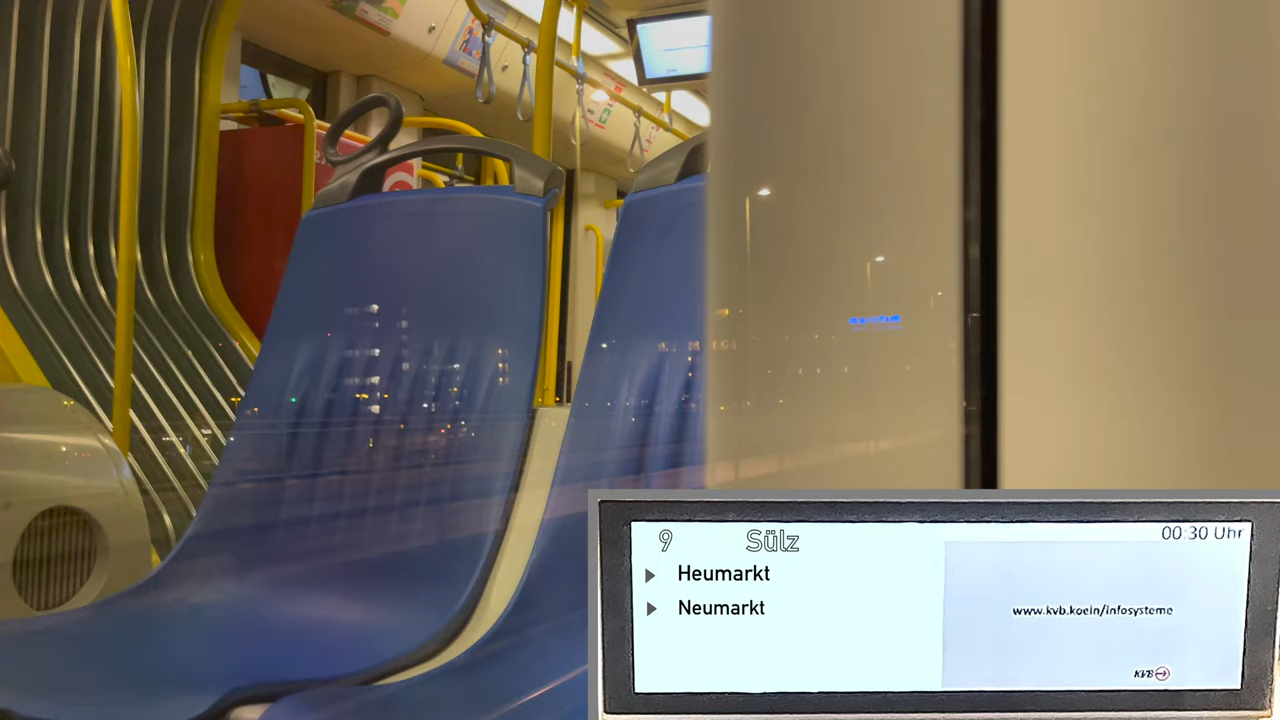 9 Sülz
00:30 Uhr
Heumarkt
Neumarkt
www.kvb.koeln/infosysteme
KVB